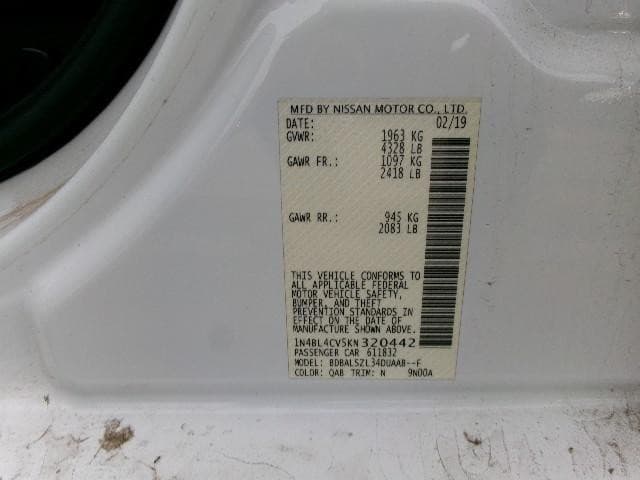 MFD BY NISSAN MOTOR CO., LTD.
DATE: 02/19
GVWR: 1963 KG
4328 LB
GAWR FR.: 1097 KG
2418 LB
GAWR RR.: 945 KG
2083 LB
THIS VEHICLE CONFORMS TO
ALL APPLICABLE FEDERAL
MOTOR VEHICLE SAFETY,
BUMPER, AND THEFT
PREVENTION STANDARDS IN
EFFECT ON THE DATE OF
MANUFACTURE SHOWN ABOVE.
1N4BL4CV5KN320442
PASSENGER CAR 611832
MODEL: BDBALSZL34DUAAB--F
COLOR: QAB TRIM: N 9N00A